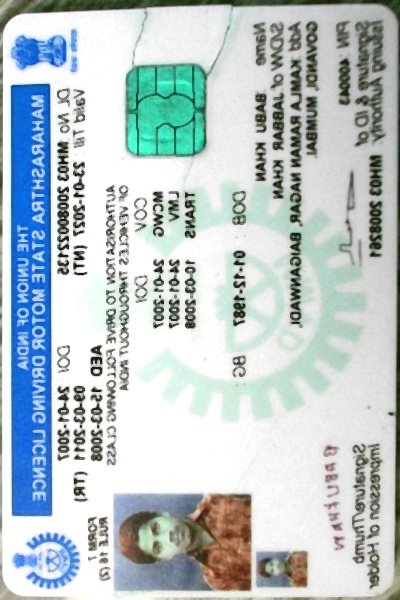 THE UNION OF INDIA
MAHARASHTRA STATE MOTOR DRIVING LICENCE
DL No : MH03 DOI : 24-01-2007
Valid Till : 23-01-2027 (NT) 09-03-2011 (TR)
AED 15-03-2008
FORM 7
RULE 16 (2)
AUTHORISATION TO DRIVE FOLLOWING CLASS
OF VEHICLES THROUGHOUT INDIA
COV DOI
MCWG 24-01-2007
LMV 24-01-2007
TRANS 10-03-2008
DOB : 01-12-1987 BG :
Name BABU KHAN
S/D/W of JABBAR KHAN
Add KAMLA RAMAN NAGAR, BAIGANWADI,
GOVANDI, MUMBAI.
PIN 400043
Signature & ID of
Issuing Authority: MH03
BABU KHAN
Signature/Thumb
Impression of Holder